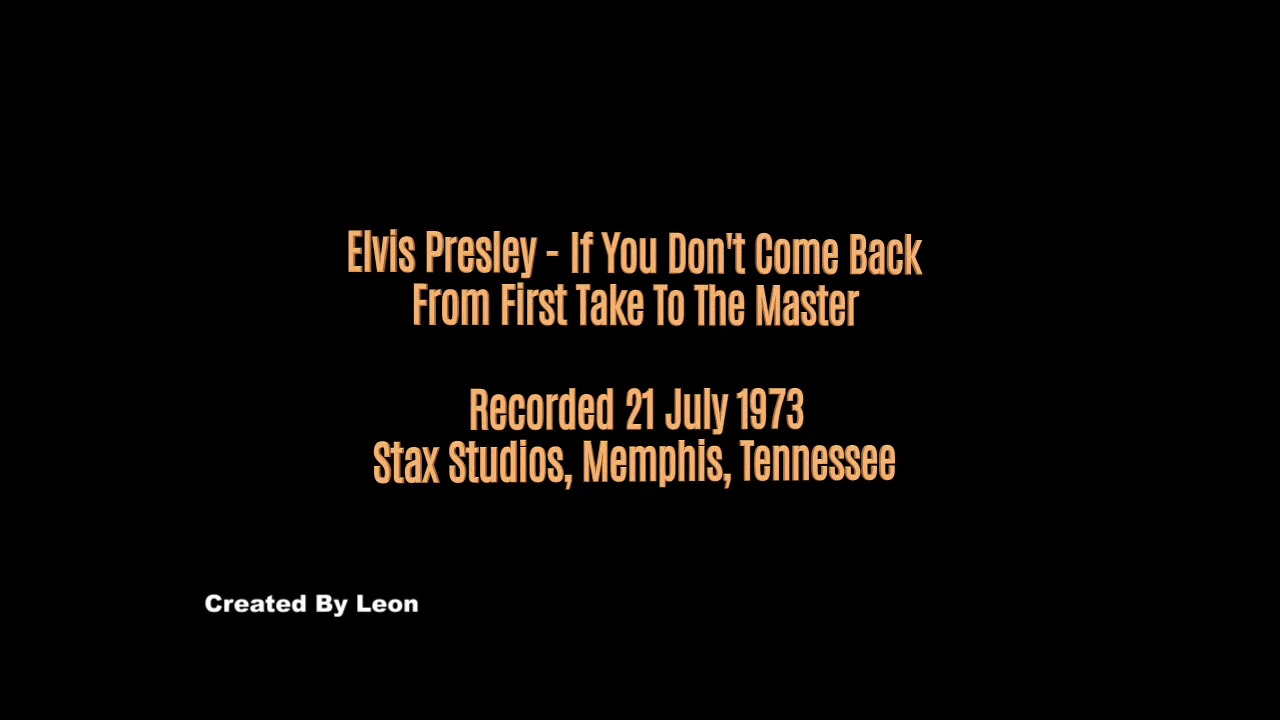 Elvis Presley - If You Don't Come Back
From First Take To The Master
Recorded 21 July 1973
Stax Studios, Memphis, Tennessee
Created By Leon